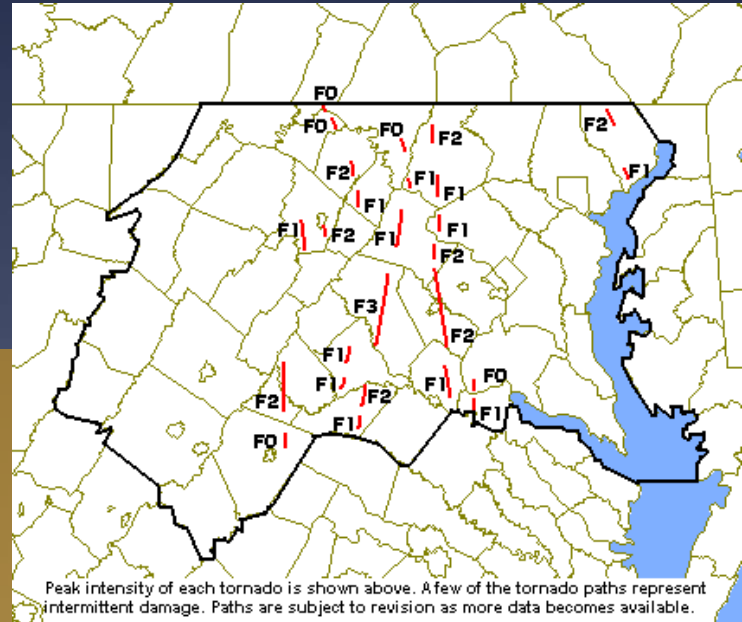 F0
F0
F0
F2
F2
F2
F1
F1
F1
F1
F1
F2
F1
F1
F2
F3
F2
F1
F1
F1
F0
F2
F2
F1
F1
F0
Peak intensity of each tornado is shown above. A few of the tornado paths represent
intermittent damage. Paths are subject to revision as more data becomes available.